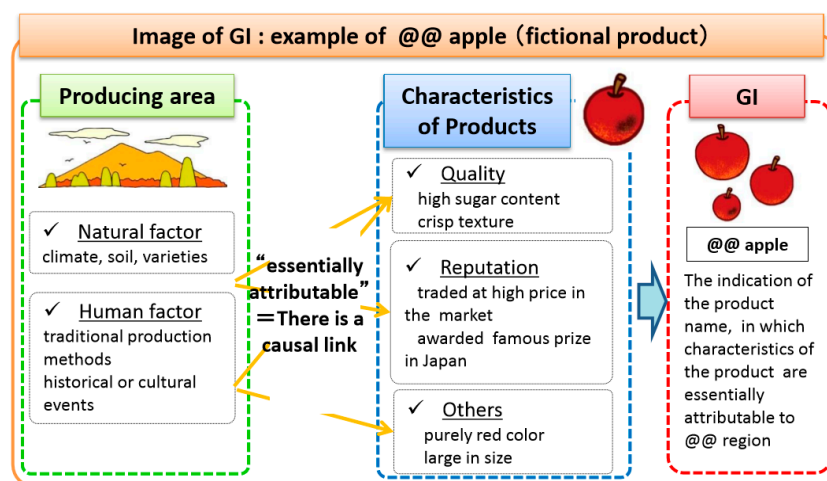 Image of GI : example of @@ apple (fictional product)
Producing area
✓ Natural factor
climate, soil, varieties
✓ Human factor
traditional production
methods
historical or cultural
events
“essentially
attributable”
＝There is a
causal link
Characteristics
of Products
✓ Quality
high sugar content
crisp texture
✓ Reputation
traded at high price in
the market
awarded famous prize
in Japan
✓ Others
purely red color
large in size
GI
@@ apple
The indication of
the product
name, in which
characteristics of
the product are
essentially
attributable to
@@ region